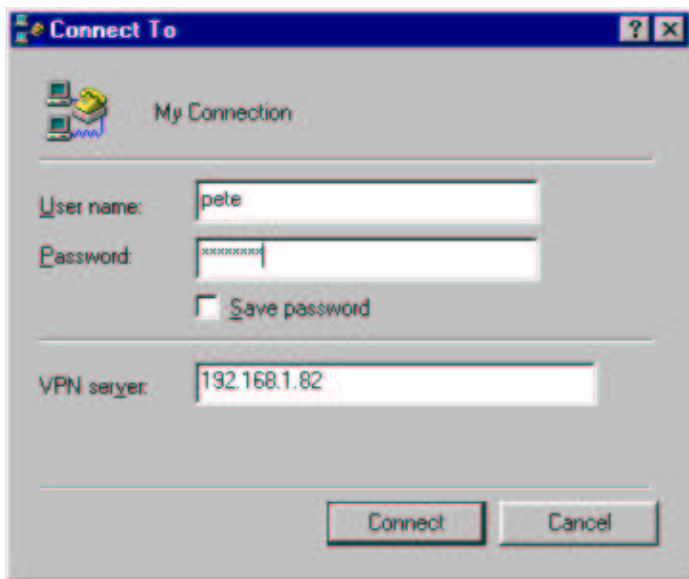 Connect To
My Connection
User name: pete
Password: ********
Save password
VPN server: 192.168.1.82
Connect Cancel